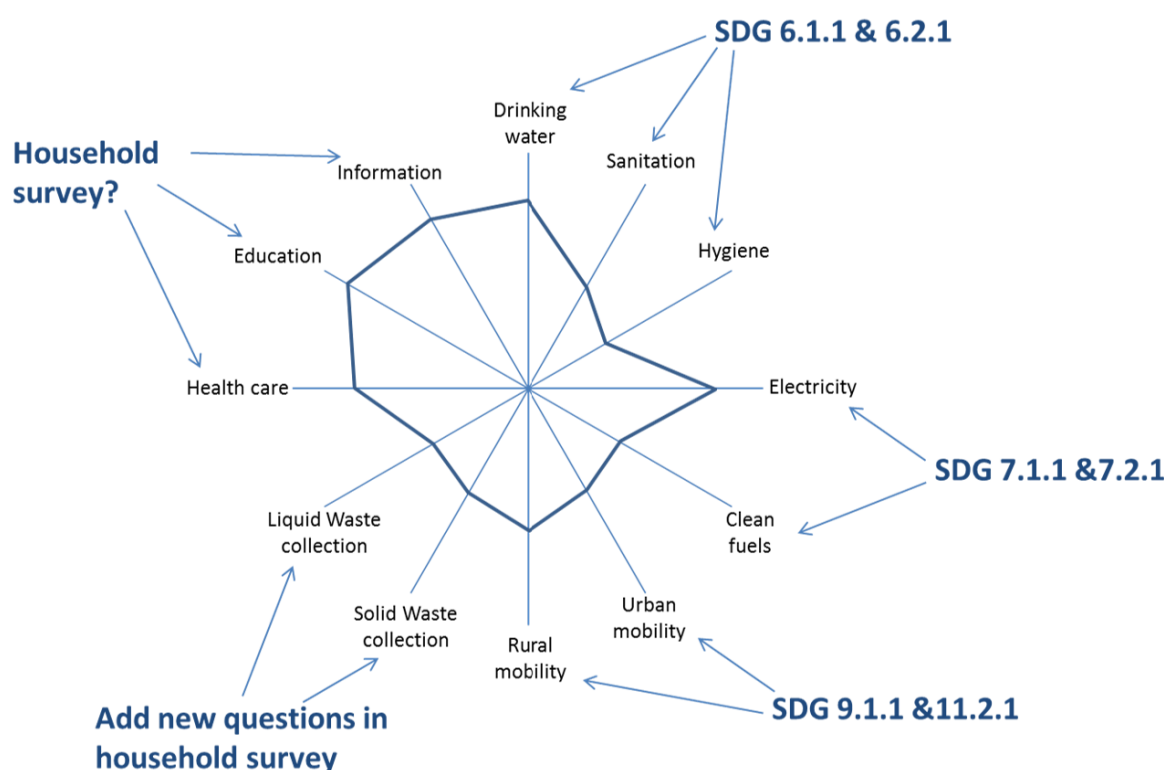 SDG 6.1.1 & 6.2.1
Drinking
water
Sanitation
Household
survey?
Information
Hygiene
Education
Health care
Electricity
SDG 7.1.1 &7.2.1
Clean
fuels
Liquid Waste
collection
Urban
mobility
Solid Waste
collection
Rural
mobility
SDG 9.1.1 &11.2.1
Add new questions in
household survey